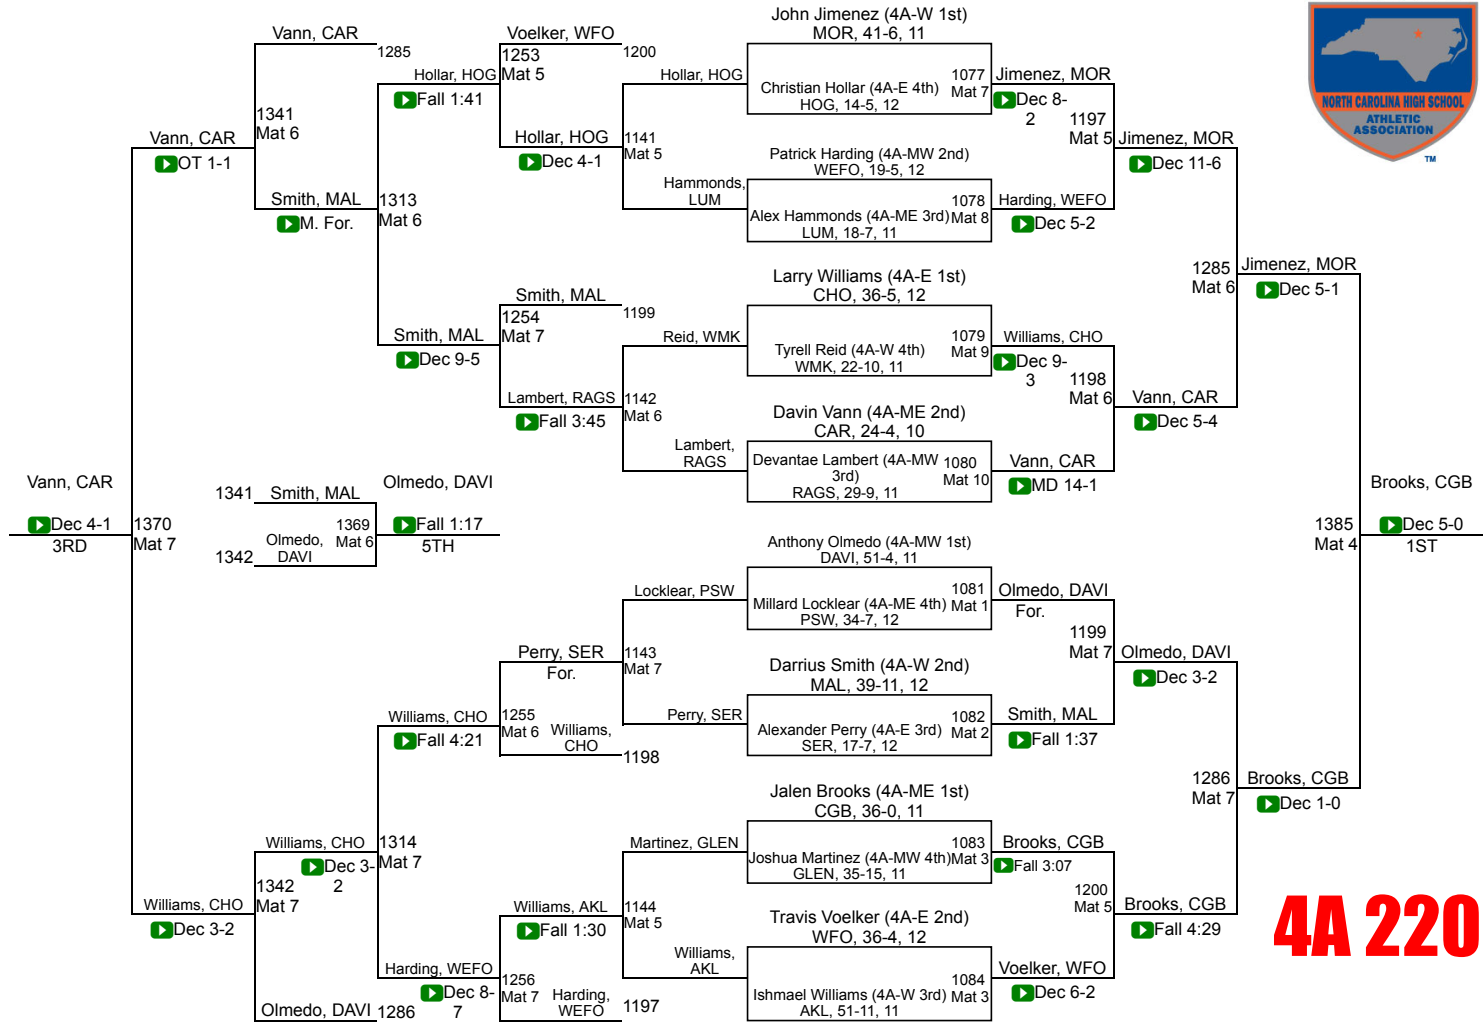 John Jimenez (4A-W 1st)
MOR, 41-6, 11
Christian Hollar (4A-E 4th)
HOG, 14-5, 12
1077
Mat 7
Patrick Harding (4A-MW 2nd)
WEFO, 19-5, 12
Alex Hammonds (4A-ME 3rd)
LUM, 18-7, 11
1078
Mat 8
Larry Williams (4A-E 1st)
CHO, 36-5, 12
Tyrell Reid (4A-W 4th)
WMK, 22-10, 11
1079
Mat 9
Davin Vann (4A-ME 2nd)
CAR, 24-4, 10
Devantae Lambert (4A-MW
3rd)
RAGS, 29-9, 11
1080
Mat 10
Anthony Olmedo (4A-MW 1st)
DAVI, 51-4, 11
Millard Locklear (4A-ME 4th)
PSW, 34-7, 12
1081
Mat 1
Darrius Smith (4A-W 2nd)
MAL, 39-11, 12
Alexander Perry (4A-E 3rd)
SER, 17-7, 12
1082
Mat 2
Jalen Brooks (4A-ME 1st)
CGB, 36-0, 11
Joshua Martinez (4A-MW 4th)
GLEN, 35-15, 11
1083
Mat 3
Travis Voelker (4A-E 2nd)
WFO, 36-4, 12
Ishmael Williams (4A-W 3rd)
AKL, 51-11, 11
1084
Mat 3
Jimenez, MOR
Dec 8-
2
1197
Mat 5
Harding, WEFO
Dec 5-2
Williams, CHO
Dec 9-
3
1198
Mat 6
Vann, CAR
MD 14-1
Olmedo, DAVI
For.
1199
Mat 7
Smith, MAL
Fall 1:37
Brooks, CGB
Fall 3:07
1200
Mat 5
Voelker, WFO
Dec 6-2
Jimenez, MOR
Dec 11-6
1285
Mat 6
Vann, CAR
Dec 5-4
Olmedo, DAVI
Dec 3-2
1286
Mat 7
Brooks, CGB
Fall 4:29
Jimenez, MOR
Dec 5-1
1385
Mat 4
Brooks, CGB
Dec 1-0
Brooks, CGB
Dec 5-0
1ST
Hollar, HOG
1141
Mat 5
Hammonds,
LUM
Reid, WMK
1142
Mat 6
Lambert,
RAGS
Locklear, PSW
1143
Mat 7
Perry, SER
Martinez, GLEN
1144
Mat 5
Williams,
AKL
Voelker, WFO
1200
1253
Mat 5
Hollar, HOG
Dec 4-1
Smith, MAL
1199
1254
Mat 7
Lambert, RAGS
Fall 3:45
Perry, SER
For.
1255
Mat 6
Williams,
CHO
1198
Williams, AKL
Fall 1:30
1256
Mat 7
Harding,
WEFO
1197
Hollar, HOG
Fall 1:41
1313
Mat 6
Smith, MAL
Dec 9-5
Williams, CHO
Fall 4:21
1314
Mat 7
Harding, WEFO
Dec 8-
7
Vann, CAR
1285
1341
Mat 6
Smith, MAL
M. For.
Williams, CHO
Dec 3-
2
1342
Mat 7
Olmedo, DAVI
1286
Vann, CAR
OT 1-1
1370
Mat 7
Williams, CHO
Dec 3-2
Vann, CAR
Dec 4-1
3RD
1341
Smith, MAL
1369
Mat 6
1342
Olmedo,
DAVI
Olmedo, DAVI
Fall 1:17
5TH
NORTH CAROLINA HIGH SCHOOL
ATHLETIC
ASSOCIATION
TM
4A 220